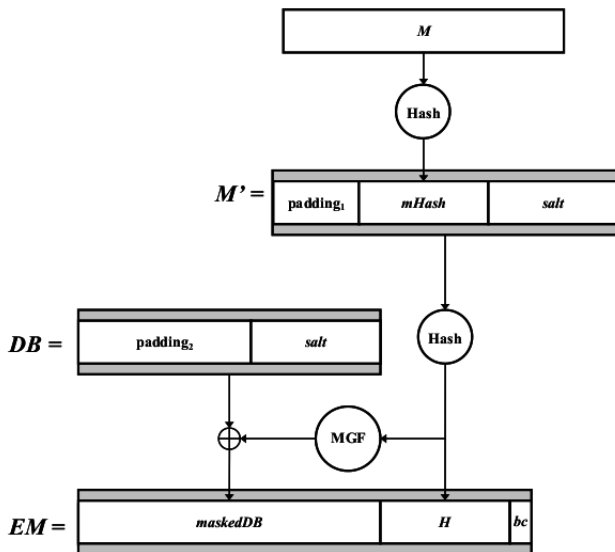 M
Hash
M’ =
padding₁ mHash salt
DB =
padding₂ salt
Hash
MGF
EM =
maskedDB H bc